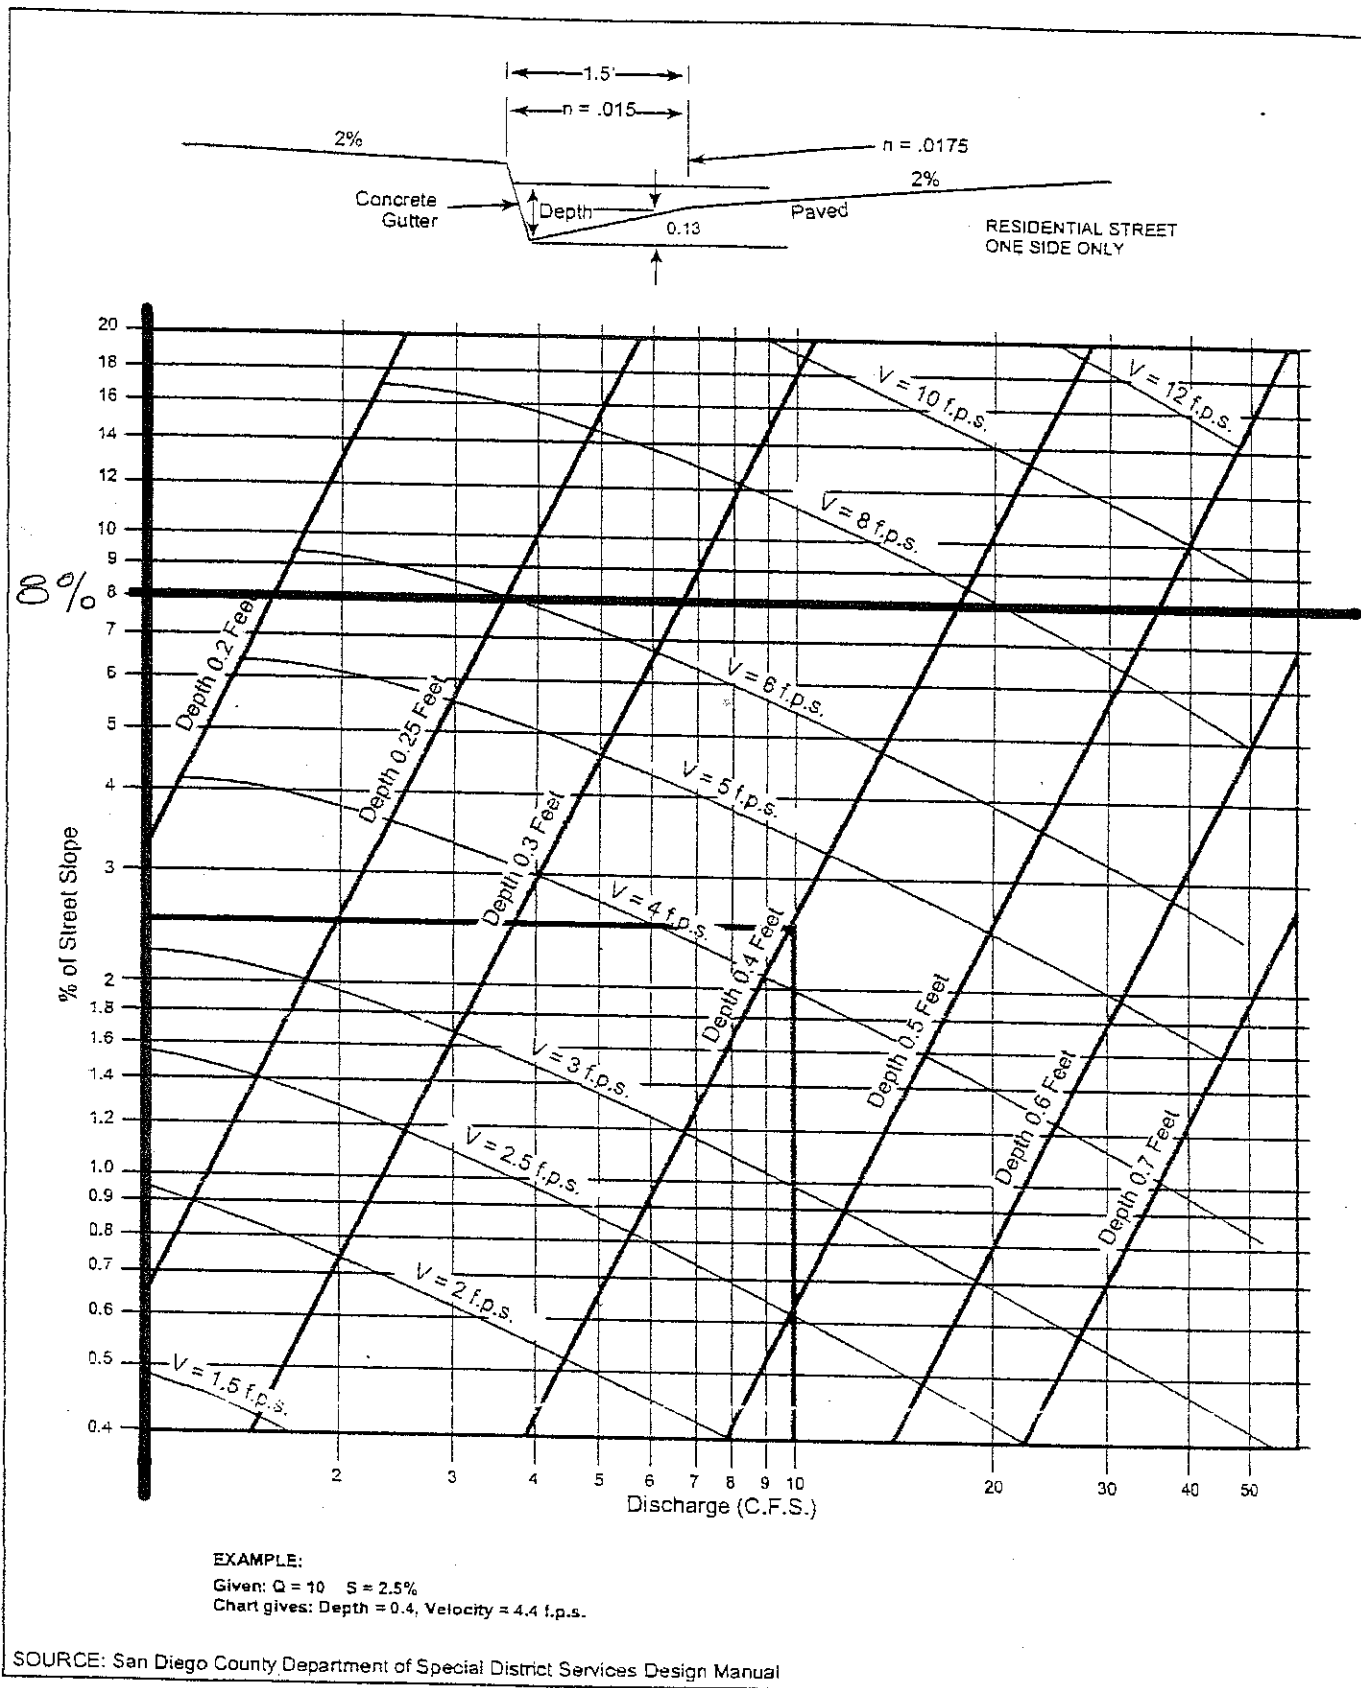 1.5'
n = .015
2%
n = .0175
2%
Concrete
Gutter
Depth
0.13
Paved
RESIDENTIAL STREET
ONE SIDE ONLY
20
18
16
14
12
10
9
8%
8
7
6
5
4
3
2
1.8
1.6
1.4
1.2
1.0
0.9
0.8
0.7
0.6
0.5
0.4
% of Street Slope
V = 10 f.p.s.
V = 12 f.p.s.
V = 8 f.p.s.
Depth 0.2 Feet
V = 6 f.p.s.
Depth 0.25 Feet
V = 5 f.p.s.
Depth 0.3 Feet
V = 4 f.p.s.
Depth 0.4 Feet
V = 3 f.p.s.
Depth 0.5 Feet
V = 2.5 f.p.s.
Depth 0.6 Feet
Depth 0.7 Feet
V = 2 f.p.s.
V = 1.5 f.p.s.
2 3 4 5 6 7 8 9 10 20 30 40 50
Discharge (C.F.S.)
EXAMPLE:
Given: Q = 10 S = 2.5%
Chart gives: Depth = 0.4, Velocity = 4.4 f.p.s.
SOURCE: San Diego County Department of Special District Services Design Manual